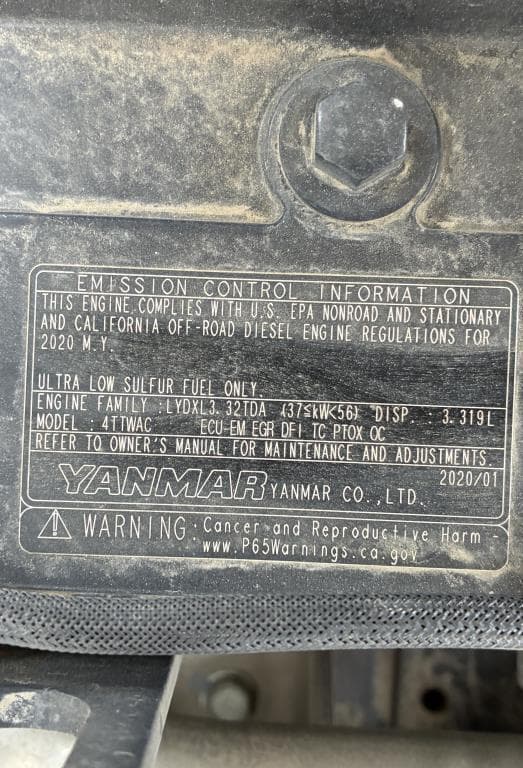 EMISSION CONTROL INFORMATION
THIS ENGINE COMPLIES WITH U.S. EPA NONROAD AND STATIONARY
AND CALIFORNIA OFF-ROAD DIESEL ENGINE REGULATIONS FOR
2020 M.Y.
ULTRA LOW SULFUR FUEL ONLY.
ENGINE FAMILY : LYDXL3.32TDA (37≦kW<56) DISP. : 3.319L
MODEL : 4TTWAC ECU EM EGR DFI TC PTOX OC
REFER TO OWNER'S MANUAL FOR MAINTENANCE AND ADJUSTMENTS.
2020/01
YANMAR YANMAR CO.,LTD.
⚠ WARNING: Cancer and Reproductive Harm -
www.P65Warnings.ca.gov